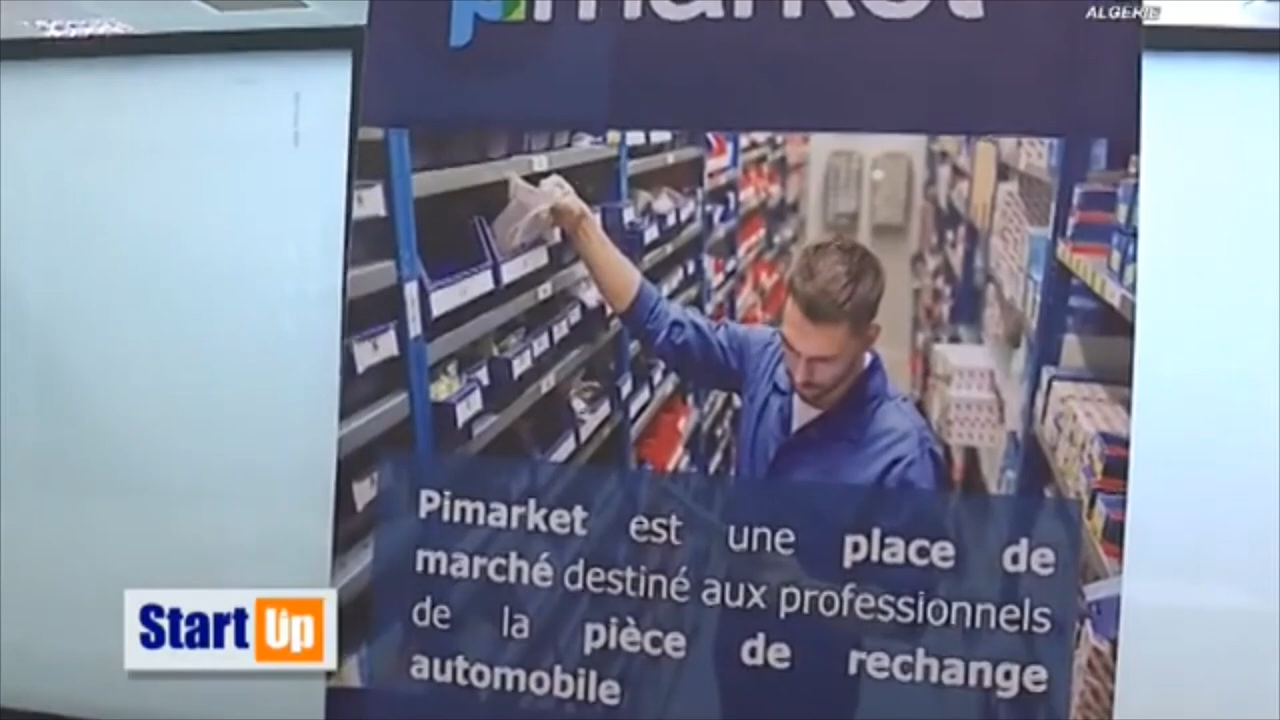 pimarket
ALGERIE
Pimarket est une place de
marché destiné aux professionnels
de la pièce de rechange
automobile
Start Up